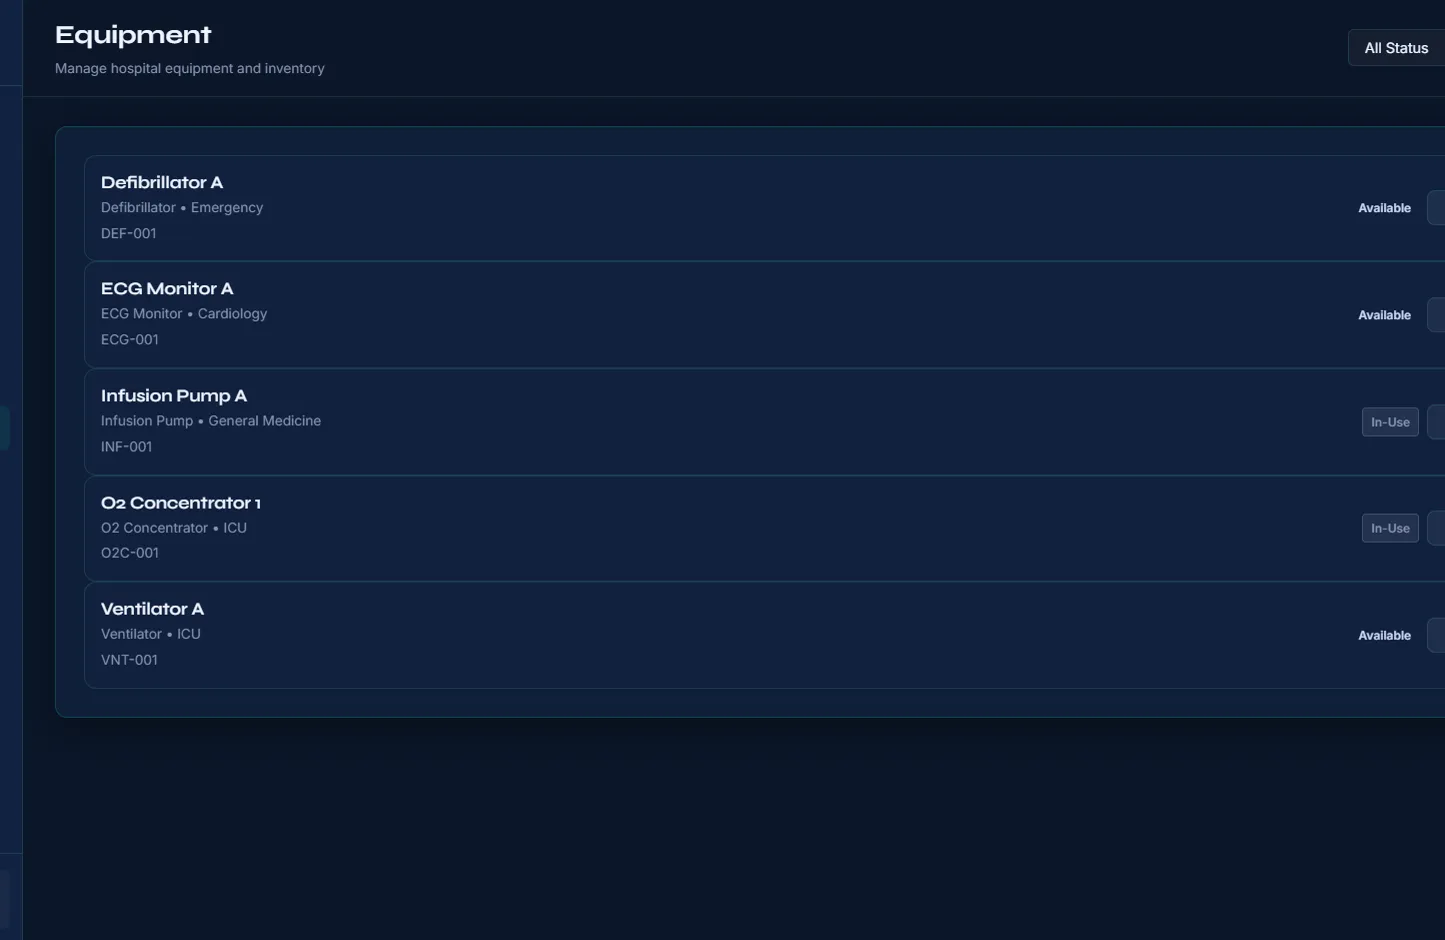 Equipment
Manage hospital equipment and inventory
All Status
Defibrillator A
Defibrillator • Emergency
DEF-001
Available
ECG Monitor A
ECG Monitor • Cardiology
ECG-001
Available
Infusion Pump A
Infusion Pump • General Medicine
INF-001
In-Use
O2 Concentrator 1
O2 Concentrator • ICU
O2C-001
In-Use
Ventilator A
Ventilator • ICU
VNT-001
Available